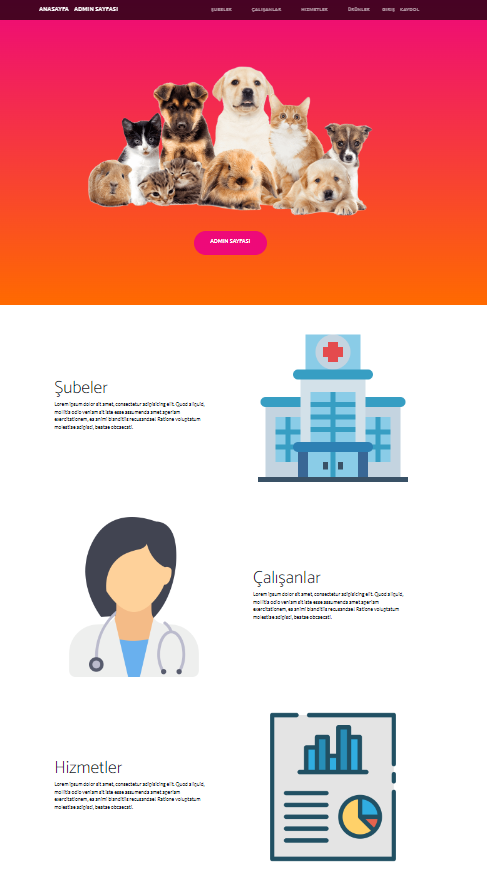 ANASAYFA ADMIN SAYFASI ŞUBELER ÇALIŞANLAR HIZMETLER ÜRÜNLER GIRIŞ KAYDOL
ADMIN SAYFASI
Şubeler
Lorem ipsum dolor sit amet, consectetur adipisicing elit. Quos aliquid,
mollitia odio veniam sit iste esse assumenda amet aperiam
exercitationem, ea animi blanditiis recusandae! Ratione voluptatum
molestiae adipisci, beatae obcaecati.
Çalışanlar
Lorem ipsum dolor sit amet, consectetur adipisicing elit. Quos aliquid,
mollitia odio veniam sit iste esse assumenda amet aperiam
exercitationem, ea animi blanditiis recusandae! Ratione voluptatum
molestiae adipisci, beatae obcaecati.
Hizmetler
Lorem ipsum dolor sit amet, consectetur adipisicing elit. Quos aliquid,
mollitia odio veniam sit iste esse assumenda amet aperiam
exercitationem, ea animi blanditiis recusandae! Ratione voluptatum
molestiae adipisci, beatae obcaecati.